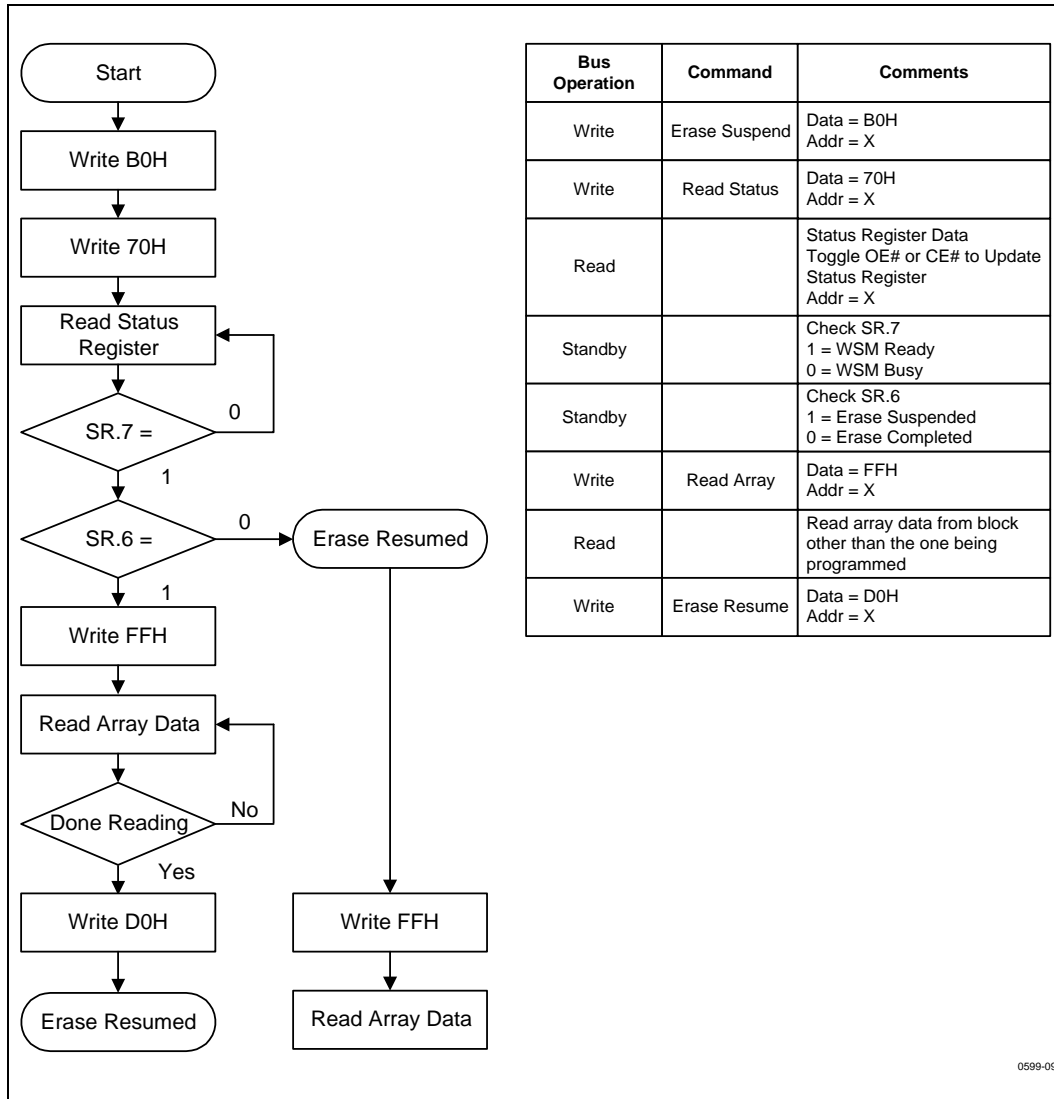 Start
Write B0H
Write 70H
Read Status
Register
SR.7 =
0
1
SR.6 =
0
Erase Resumed
1
Write FFH
Read Array Data
Done Reading
No
Yes
Write D0H
Write FFH
Erase Resumed
Read Array Data
Bus
Operation
Command
Comments
Write
Erase Suspend
Data = B0H
Addr = X
Write
Read Status
Data = 70H
Addr = X
Read
Status Register Data
Toggle OE# or CE# to Update
Status Register
Addr = X
Standby
Check SR.7
1 = WSM Ready
0 = WSM Busy
Standby
Check SR.6
1 = Erase Suspended
0 = Erase Completed
Write
Read Array
Data = FFH
Addr = X
Read
Read array data from block
other than the one being
programmed
Write
Erase Resume
Data = D0H
Addr = X
0599-09